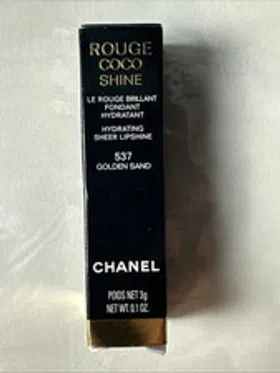 ROUGE
COCO
SHINE
LE ROUGE BRILLANT
FONDANT
HYDRATANT
HYDRATING
SHEER LIPSHINE
537
GOLDEN SAND
CHANEL
POIDS NET 3g
NET WT. 0.1 OZ.